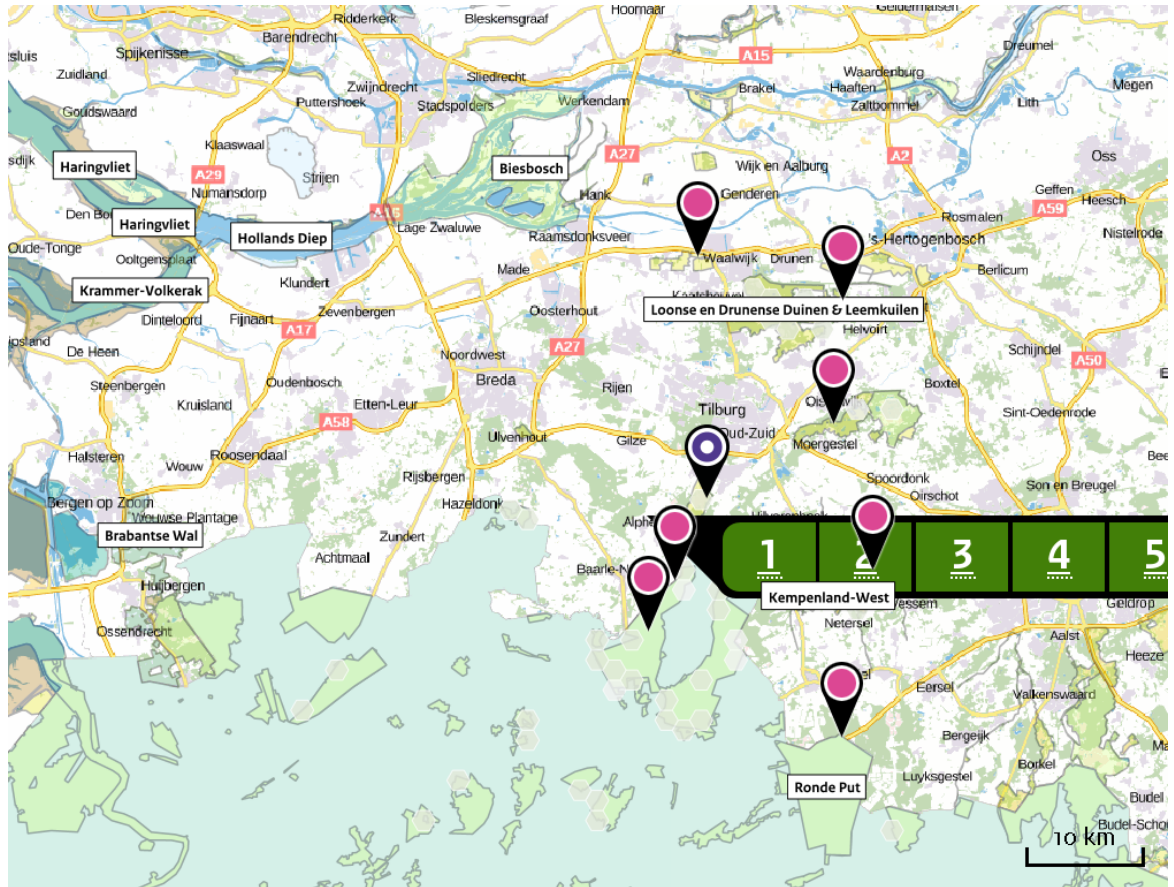 Hoornaar
Bleskensgraaf
Ridderkerk
Barendrecht
Spijkenisse
Dreumel
A15
Zuidland
Zwijndrecht
Sliedrecht
Waardenburg
Megen
Puttershoek
Stadspolders
Werkendam
Brakel
Haaften
Zaltbommel
Lith
Goudswaard
Klaaswaal
A27
A2
Oss
Haringvliet
A29
Strijen
Biesbosch
Wijk en Aalburg
Numansdorp
Hank
Genderen
Geffen
Heesch
A59
Haringvliet
A16
Rosmalen
Oude-Tonge
Hollands Diep
Lage Zwaluwe
Raamsdonksveer
's-Hertogenbosch
Nistelrode
Ooltgensplaat
Made
Waalwijk
Drunen
Berlicum
Krammer-Volkerak
Klundert
Kaatsheuvel
Dinteloord
Fijnaart
A17
Zevenbergen
Oosterhout
Loonse en Drunense Duinen & Leemkuilen
Helvoirt
De Heen
Noordwest
A27
Schijndel
A50
Steenbergen
Oudenbosch
Breda
Rijen
Boxtel
Kruisland
Etten-Leur
Tilburg
Sint-Oedenrode
A58
Ulvenhout
Gilze
Oud-Zuid
Moergestel
Halsteren
Wouw
Roosendaal
Rijsbergen
Spoordonk
Son en Breugel
Bergen op Zoom
Hazeldonk
Oirschot
Wouwse Plantage
Brabantse Wal
Zundert
Achtmaal
1
2
3
4
5
Huijbergen
Kempenland-West
Geldrop
Ossendrecht
Netersel
Aalst
Heeze
Eersel
Valkenswaard
Bergeijk
Borkel
Luyksgestel
Ronde Put
Budel
10 km